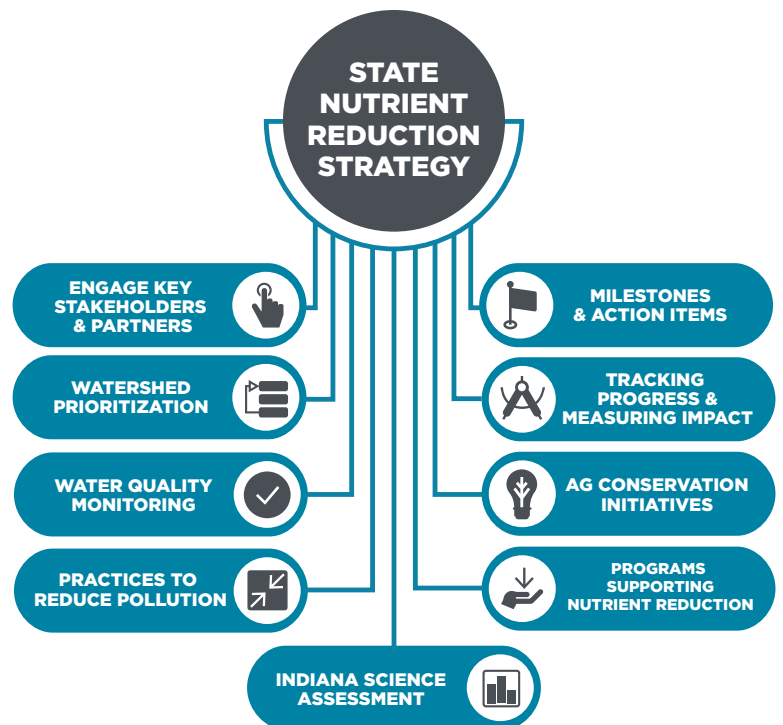 STATE
NUTRIENT
REDUCTION
STRATEGY
ENGAGE KEY
STAKEHOLDERS
& PARTNERS
WATERSHED
PRIORITIZATION
WATER QUALITY
MONITORING
PRACTICES TO
REDUCE POLLUTION
MILESTONES
& ACTION ITEMS
TRACKING
PROGRESS &
MEASURING IMPACT
AG CONSERVATION
INITIATIVES
PROGRAMS
SUPPORTING
NUTRIENT REDUCTION
INDIANA SCIENCE
ASSESSMENT